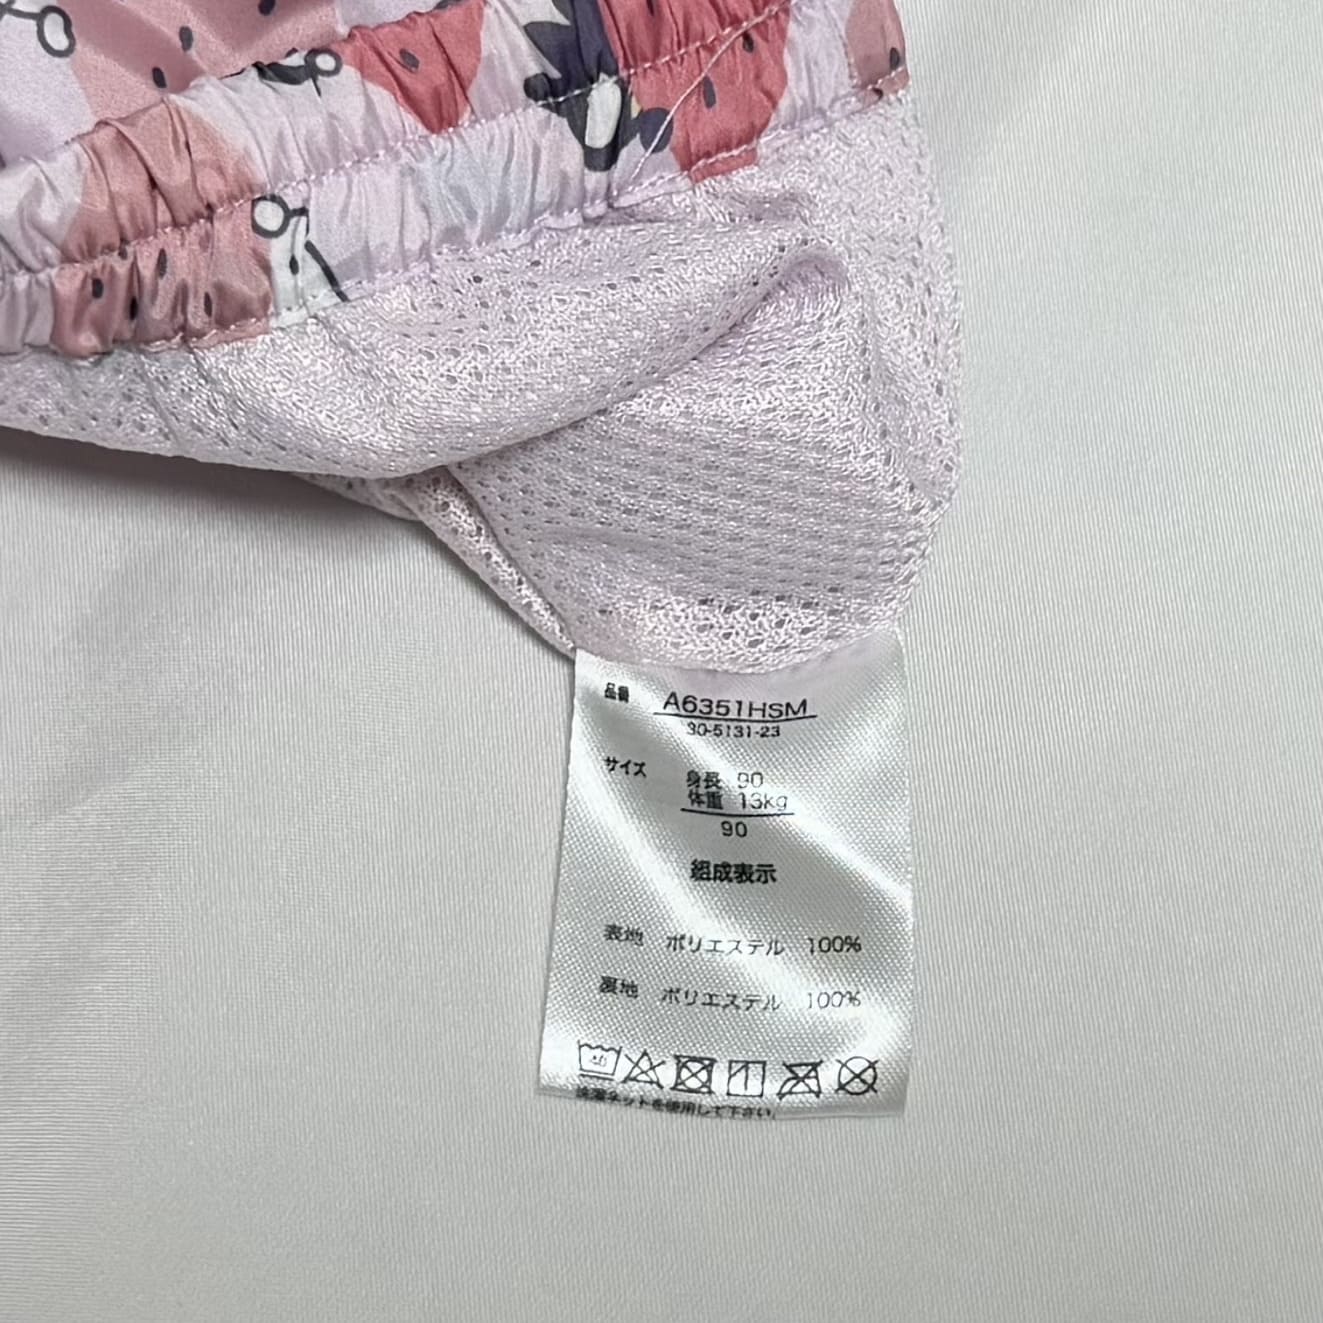 品番 A6351HSM
30-5131-23
サイズ 身長 90
体重 13kg
90
組成表示
表地 ポリエステル 100%
裏地 ポリエステル 100%
40
洗濯ネットを使用して下さい。